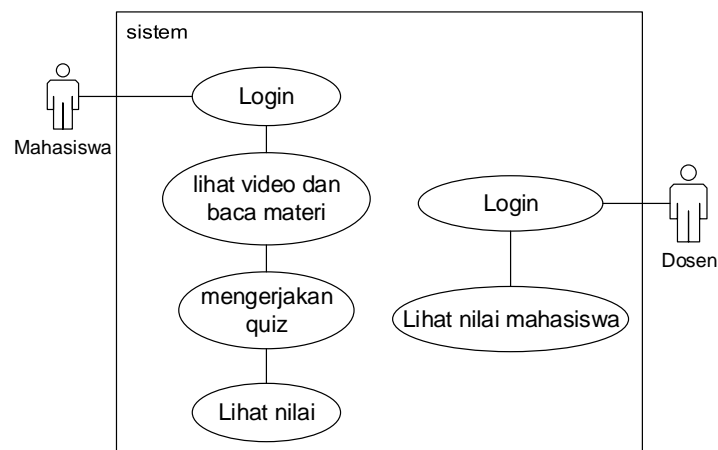 sistem
Login
Mahasiswa
lihat video dan
baca materi
Login
Dosen
mengerjakan
quiz
Lihat nilai mahasiswa
Lihat nilai